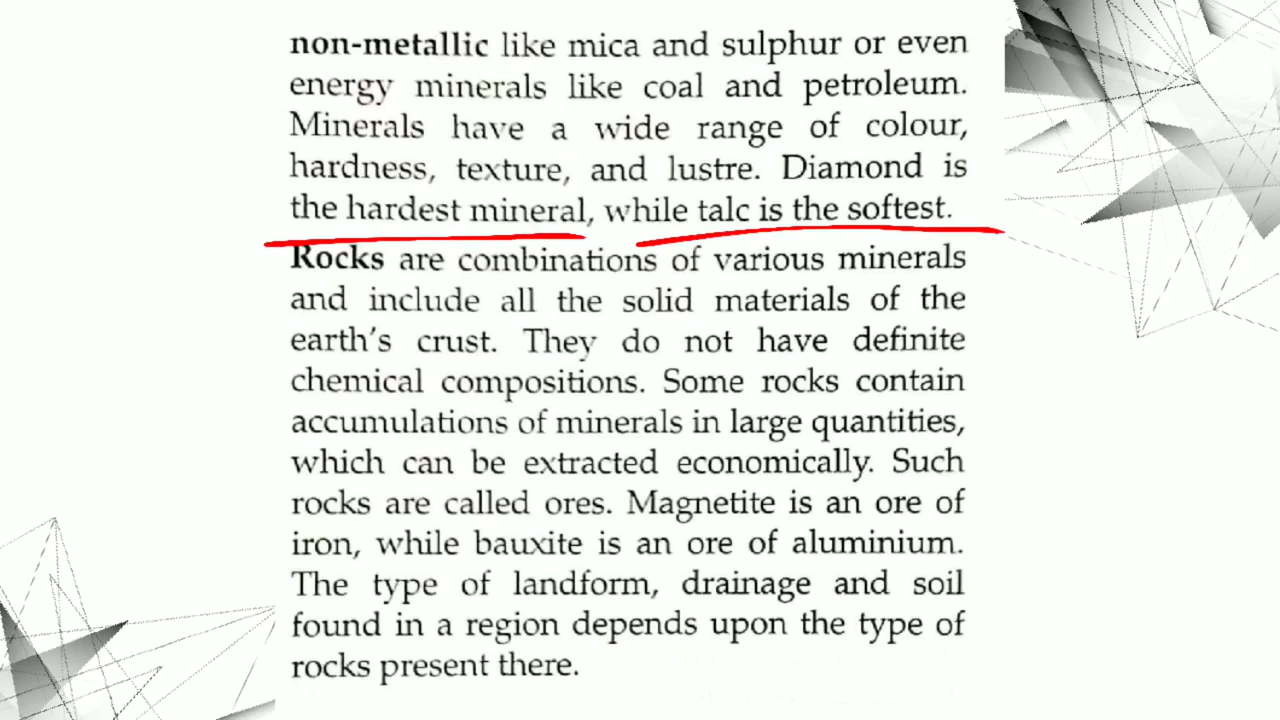 non-metallic like mica and sulphur or even
energy minerals like coal and petroleum.
Minerals have a wide range of colour,
hardness, texture, and lustre. Diamond is
the hardest mineral, while talc is the softest.
Rocks are combinations of various minerals
and include all the solid materials of the
earth's crust. They do not have definite
chemical compositions. Some rocks contain
accumulations of minerals in large quantities,
which can be extracted economically. Such
rocks are called ores. Magnetite is an ore of
iron, while bauxite is an ore of aluminium.
The type of landform, drainage and soil
found in a region depends upon the type of
rocks present there.